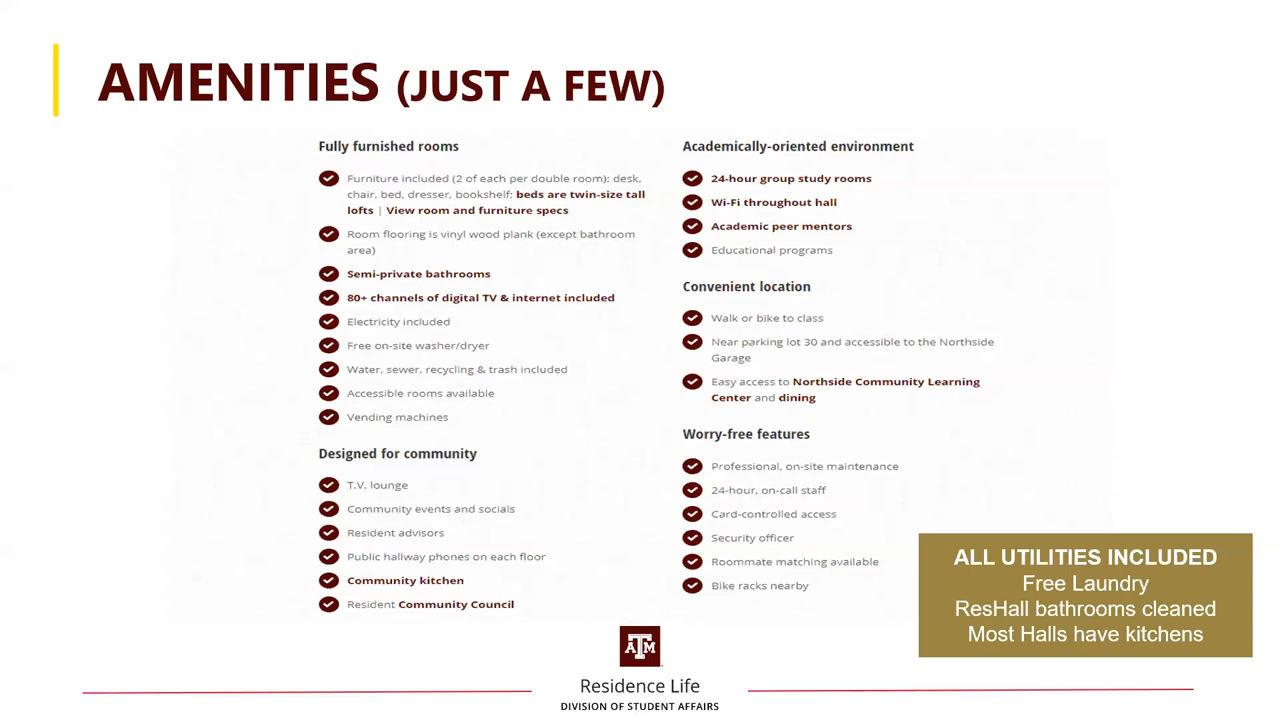 AMENITIES (JUST A FEW)
Fully furnished rooms
Furniture included (2 of each per double room): desk,
chair, bed, dresser, bookshelf; beds are twin-size tall
lofts | View room and furniture specs
Room flooring is vinyl wood plank (except bathroom
area)
Semi-private bathrooms
80+ channels of digital TV & internet included
Electricity included
Free on-site washer/dryer
Water, sewer, recycling & trash included
Accessible rooms available
Vending machines
Designed for community
T.V. lounge
Community events and socials
Resident advisors
Public hallway phones on each floor
Community kitchen
Resident Community Council
Academically-oriented environment
24-hour group study rooms
Wi-Fi throughout hall
Academic peer mentors
Educational programs
Convenient location
Walk or bike to class
Near parking lot 30 and accessible to the Northside
Garage
Easy access to Northside Community Learning
Center and dining
Worry-free features
Professional, on-site maintenance
24-hour, on-call staff
Card-controlled access
Security officer
Roommate matching available
Bike racks nearby
ALL UTILITIES INCLUDED
Free Laundry
ResHall bathrooms cleaned
Most Halls have kitchens
ATM
Residence Life
DIVISION OF STUDENT AFFAIRS